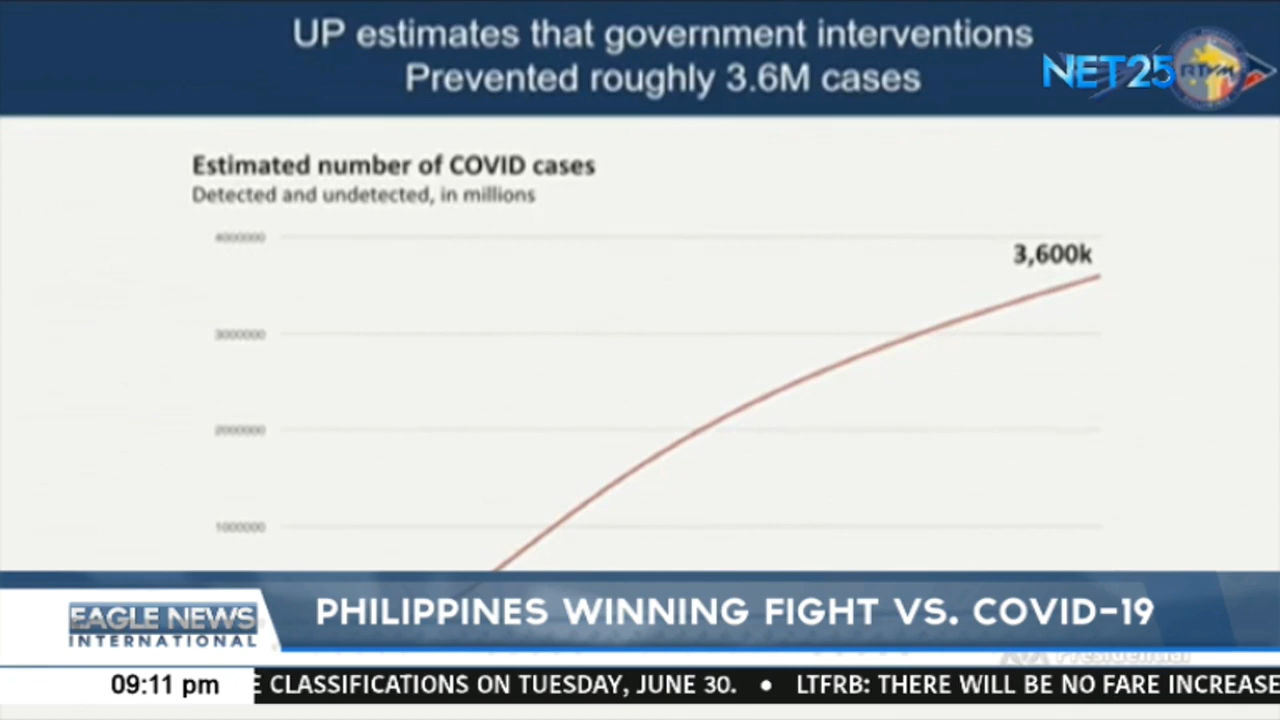 UP estimates that government interventions
Prevented roughly 3.6M cases
NET25
RTVM
Estimated number of COVID cases
Detected and undetected, in millions
4000000
3,600k
3000000
2000000
1000000
EAGLE NEWS
INTERNATIONAL
PHILIPPINES WINNING FIGHT VS. COVID-19
Presidential
09:11 pm
E CLASSIFICATIONS ON TUESDAY, JUNE 30. • LTFRB: THERE WILL BE NO FARE INCREASE